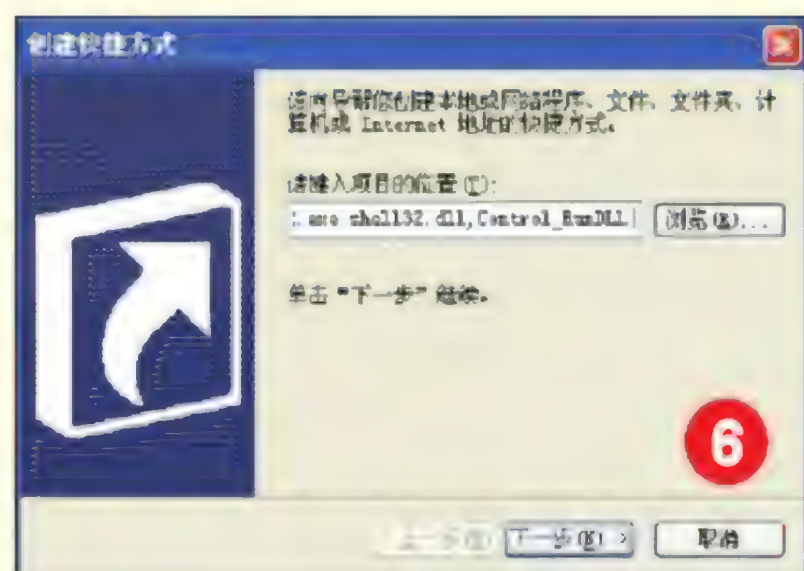 创建快捷方式
该向导帮您创建本地或网络程序、文件、文件夹、计
算机或 Internet 地址的快捷方式。
请键入项目的位置(T):
.exe shell32.dll,Control_RunDLL
浏览(R)...
单击“下一步”继续。
6
下一步(N) >
取消